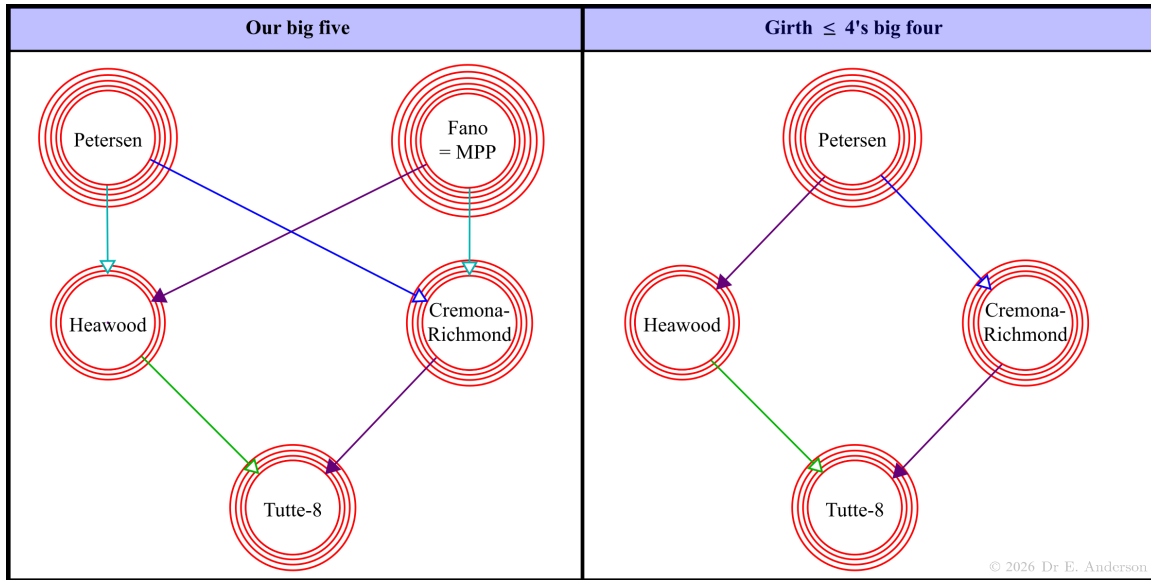 Our big five
Girth ≤ 4's big four
Petersen
Fano
= MPP
Heawood
Cremona-
Richmond
Tutte-8
Petersen
Heawood
Cremona-
Richmond
Tutte-8
© 2026 Dr E. Anderson